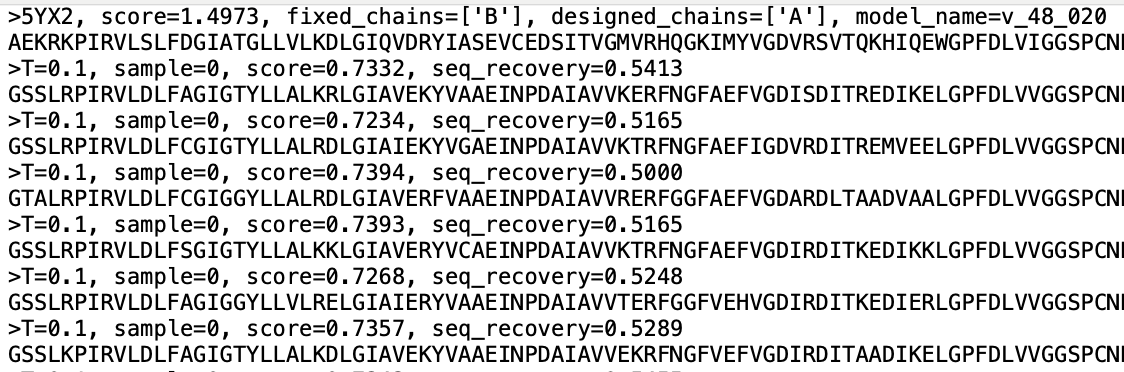 >5YX2, score=1.4973, fixed_chains=['B'], designed_chains=['A'], model_name=v_48_020
AEKRKPIRVLSLFDGIATGLLVLKDLGIQVDRYIASEVCEDSITVGMVRHQGKIMYVGDVRSVTQKHIQEWGPFDLVIGGSPCN
>T=0.1, sample=0, score=0.7332, seq_recovery=0.5413
GSSLRPIRVLDLFAGIGTYLLALKRLGIAVEKYVAAEINPDAIAVVKERFNGFAEFVGDISDITREDIKELGPFDLVVGGSPCN
>T=0.1, sample=0, score=0.7234, seq_recovery=0.5165
GSSLRPIRVLDLFCGIGTYLLALRDLGIAIEKYVGAEINPDAIAVVKTRFNGFAEFIGDVRDITREMVEELGPFDLVVGGSPCN
>T=0.1, sample=0, score=0.7394, seq_recovery=0.5000
GTALRPIRVLDLFCGIGGYLLALRDLGIAVERFVAAEINPDAIAVVRERFGGFAEFVGDARDLTAADVAALGPFDLVVGGSPCN
>T=0.1, sample=0, score=0.7393, seq_recovery=0.5165
GSSLRPIRVLDLFSGIGTYLLALKKLGIAVERYVCAEINPDAIAVVKTRFNGFAEFVGDIRDITKEDIKKLGPFDLVVGGSPCN
>T=0.1, sample=0, score=0.7268, seq_recovery=0.5248
GSSLRPIRVLDLFAGIGGYLLVLRELGIAIERYVAAEINPDAIAVVTERFGGFVEHVGDIRDITKEDIERLGPFDLVVGGSPCN
>T=0.1, sample=0, score=0.7357, seq_recovery=0.5289
GSSLKPIRVLDLFAGIGTYLLALKDLGIAVEKYVAAEINPDAIAVVEKRFNGFVEFVGDIRDITAADIKELGPFDLVVGGSPCN